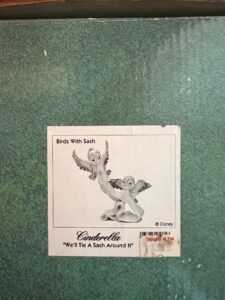 Birds With Sash
© Disney
Cinderella
"We'll Tie A Sash Around It"